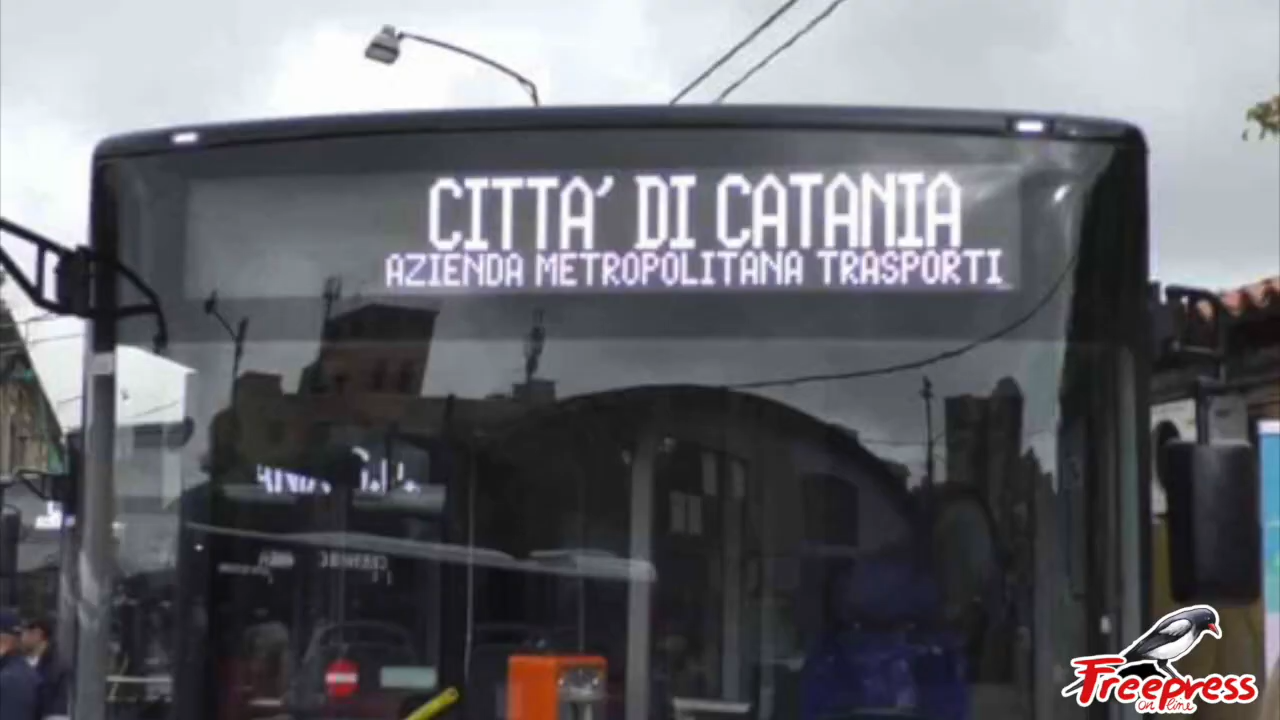 CITTA' DI CATANIA
AZIENDA METROPOLITANA TRASPORTI
Freepress
on line